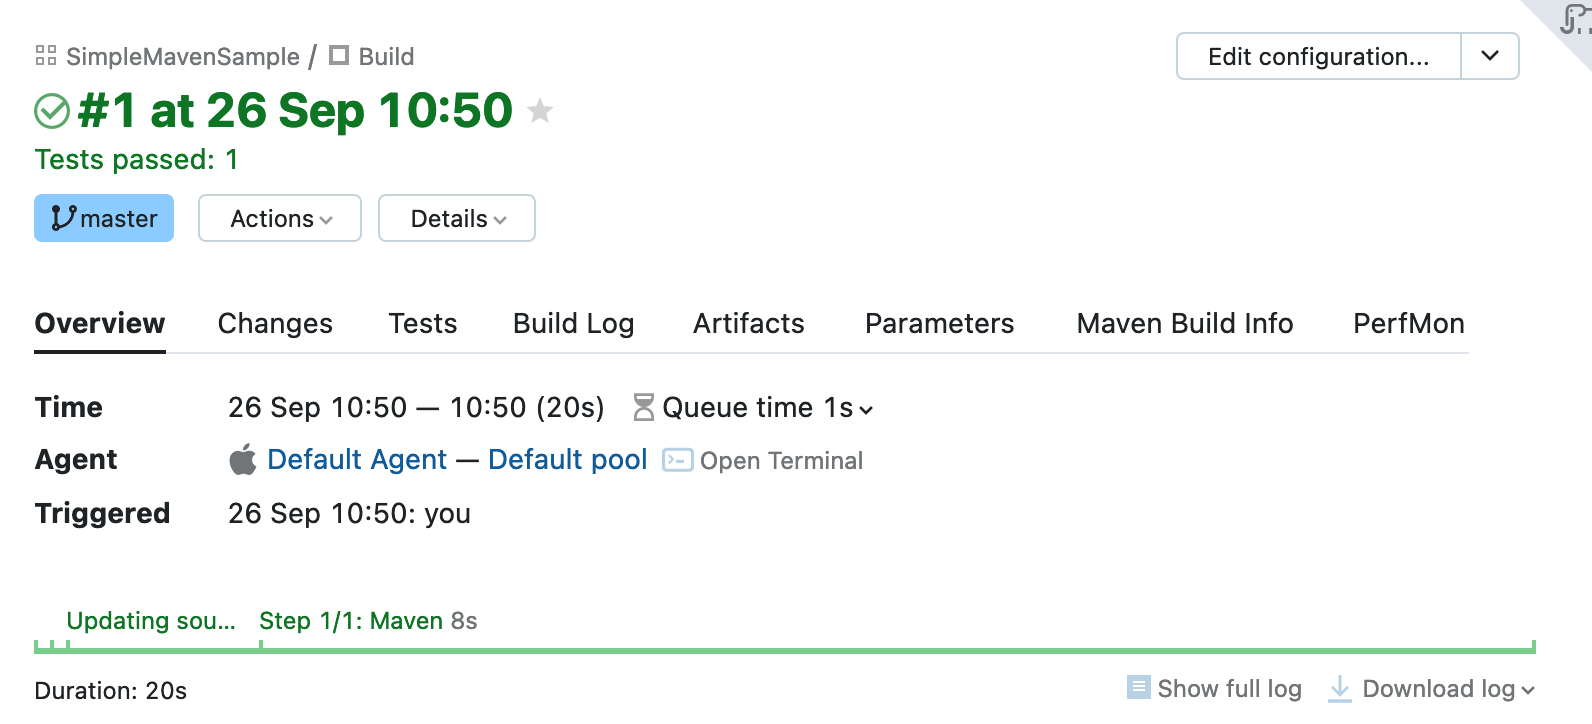 SimpleMavenSample / Build
Edit configuration...
#1 at 26 Sep 10:50
Tests passed: 1
master Actions Details
Overview Changes Tests Build Log Artifacts Parameters Maven Build Info PerfMon
Time 26 Sep 10:50 — 10:50 (20s) Queue time 1s
Agent Default Agent — Default pool Open Terminal
Triggered 26 Sep 10:50: you
Updating sou... Step 1/1: Maven 8s
Duration: 20s Show full log Download log